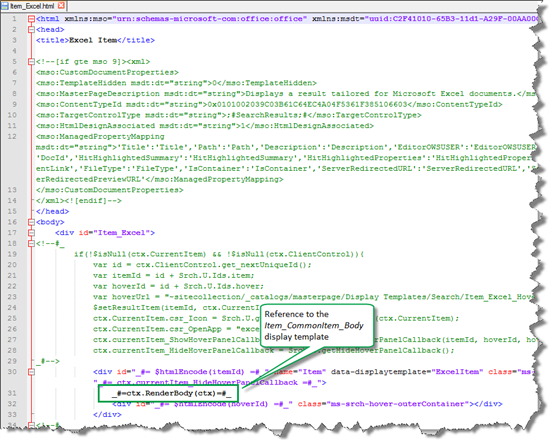 Item_Excel.html
1 <html xmlns:mso="urn:schemas-microsoft-com:office:office" xmlns:msdt="uuid:C2F41010-65B3-11d1-A29F-00AA00
2 <head>
3 <title>Excel Item</title>
4
5 <!--[if gte mso 9]><xml>
6 <mso:CustomDocumentProperties>
7 <mso:TemplateHidden msdt:dt="string">0</mso:TemplateHidden>
8 <mso:MasterPageDescription msdt:dt="string">Displays a result tailored for Microsoft Excel documents.</mso
9 <mso:ContentTypeId msdt:dt="string">0x0101002039C03B61C64EC4A04F5361F385106603</mso:ContentTypeId>
10 <mso:TargetControlType msdt:dt="string">;#SearchResults;#</mso:TargetControlType>
11 <mso:HtmlDesignAssociated msdt:dt="string">1</mso:HtmlDesignAssociated>
12 <mso:ManagedPropertyMapping
msdt:dt="string">'Title':'Title','Path':'Path','Description':'Description','EditorOWSUSER':'EditorOWSUSER
'DocId','HitHighlightedSummary':'HitHighlightedSummary','HitHighlightedProperties':'HitHighlightedProper
entLink','FileType':'FileType','IsContainer':'IsContainer','ServerRedirectedURL':'ServerRedirectedURL','S
erRedirectedPreviewURL'</mso:ManagedPropertyMapping>
13 </mso:CustomDocumentProperties>
14 </xml><![endif]-->
15 </head>
16 <body>
17 <div id="Item_Excel">
18 <!--#_
19 if(!$isNull(ctx.CurrentItem) && !$isNull(ctx.ClientControl)){
20 var id = ctx.ClientControl.get_nextUniqueId();
21 var itemId = id + Srch.U.Ids.item;
22 var hoverId = id + Srch.U.Ids.hover;
23 var hoverUrl = "~sitecollection/_catalogs/masterpage/Display Templates/Search/Item_Excel_Hov
24 $setResultItem(itemId, ctx.Current
25 ctx.CurrentItem.csr_Icon = Srch.U. (ctx.CurrentItem);
26 ctx.CurrentItem.csr_OpenApp = "exce
27 ctx.currentItem_ShowHoverPanelCallb (itemId, hoverId, ho
28 ctx.currentItem_HideHoverPanelCallback = Sr getHideHoverPanelCallback();
Reference to the
Item_CommonItem_Body
display template
29 _#-->
30 <div id="_#= $htmlEncode(itemId) =#_" name="Item" data-displaytemplate="ExcelItem" class="ms-
"_#= ctx.currentItem_HideHoverPanelCallback =#_">
31 _#=ctx.RenderBody(ctx)=#_
32 <div id="_#= $htmlEncode(hoverId) =#_" class="ms-srch-hover-outerContainer"></div>
33 </div>
34 <!--#_